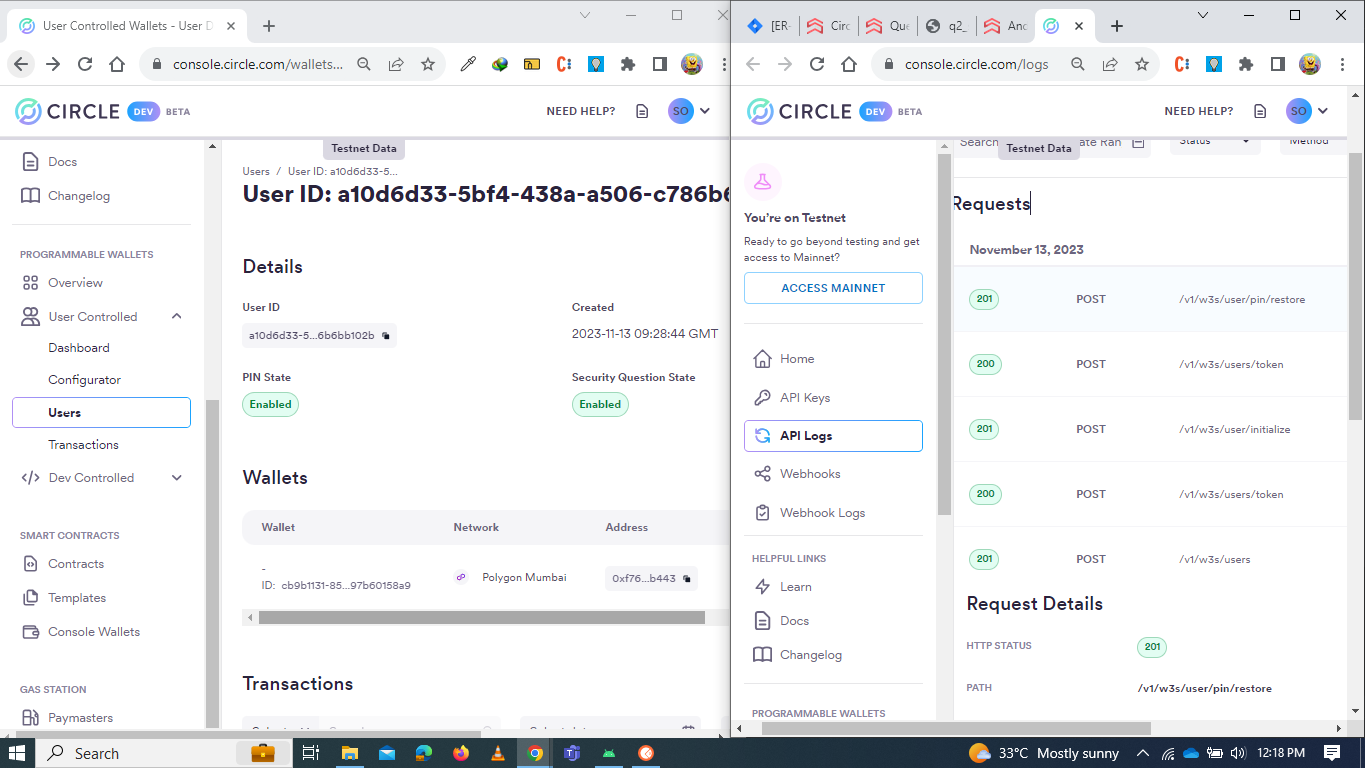 User Controlled Wallets - User D
console.circle.com/wallets...
CIRCLE DEV BETA
NEED HELP?
SO
Docs
Changelog
PROGRAMMABLE WALLETS
Overview
User Controlled
Dashboard
Configurator
Users
Transactions
Dev Controlled
SMART CONTRACTS
Contracts
Templates
Console Wallets
GAS STATION
Paymasters
Testnet Data
Users / User ID: a10d6d33-5...
User ID: a10d6d33-5bf4-438a-a506-c786b6
Details
User ID
Created
a10d6d33-5...6b6bb102b
2023-11-13 09:28:44 GMT
PIN State
Security Question State
Enabled
Enabled
Wallets
Wallet Network Address
-
ID: cb9b1131-85...97b60158a9
Polygon Mumbai
0xf76...b443
Transactions
[ER-
Circ
Que
q2_
And
console.circle.com/logs
CIRCLE DEV BETA
NEED HELP?
SO
You're on Testnet
Ready to go beyond testing and get
access to Mainnet?
ACCESS MAINNET
Home
API Keys
API Logs
Webhooks
Webhook Logs
HELPFUL LINKS
Learn
Docs
Changelog
PROGRAMMABLE WALLETS
Search
Testnet Data
ate Ran
Status
Method
Requests
November 13, 2023
201 POST /v1/w3s/user/pin/restore
200 POST /v1/w3s/users/token
201 POST /v1/w3s/user/initialize
200 POST /v1/w3s/users/token
201 POST /v1/w3s/users
Request Details
HTTP STATUS 201
PATH /v1/w3s/user/pin/restore
Search
33°C Mostly sunny
12:18 PM